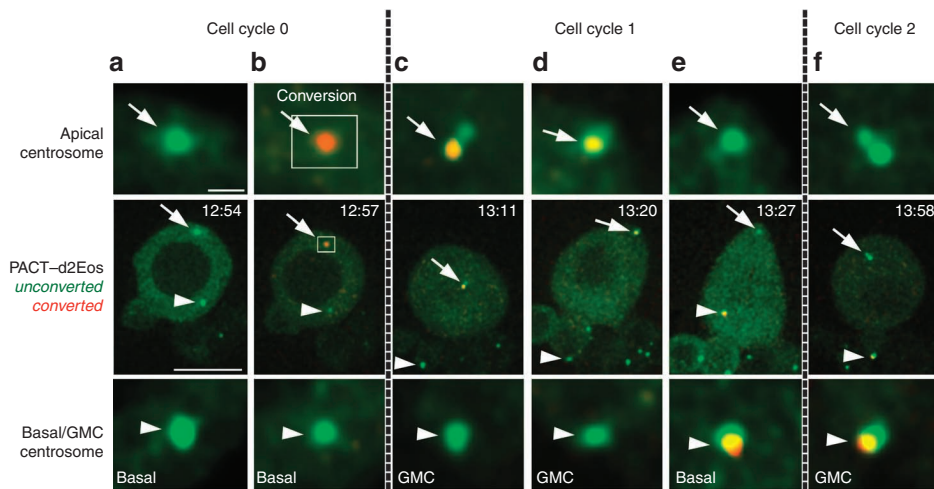 Cell cycle 0
Cell cycle 1
Cell cycle 2
a
b
c
d
e
f
Conversion
Apical
centrosome
12:54
12:57
13:11
13:20
13:27
13:58
PACT–d2Eos
unconverted
converted
Basal/GMC
centrosome
Basal
Basal
GMC
GMC
Basal
GMC